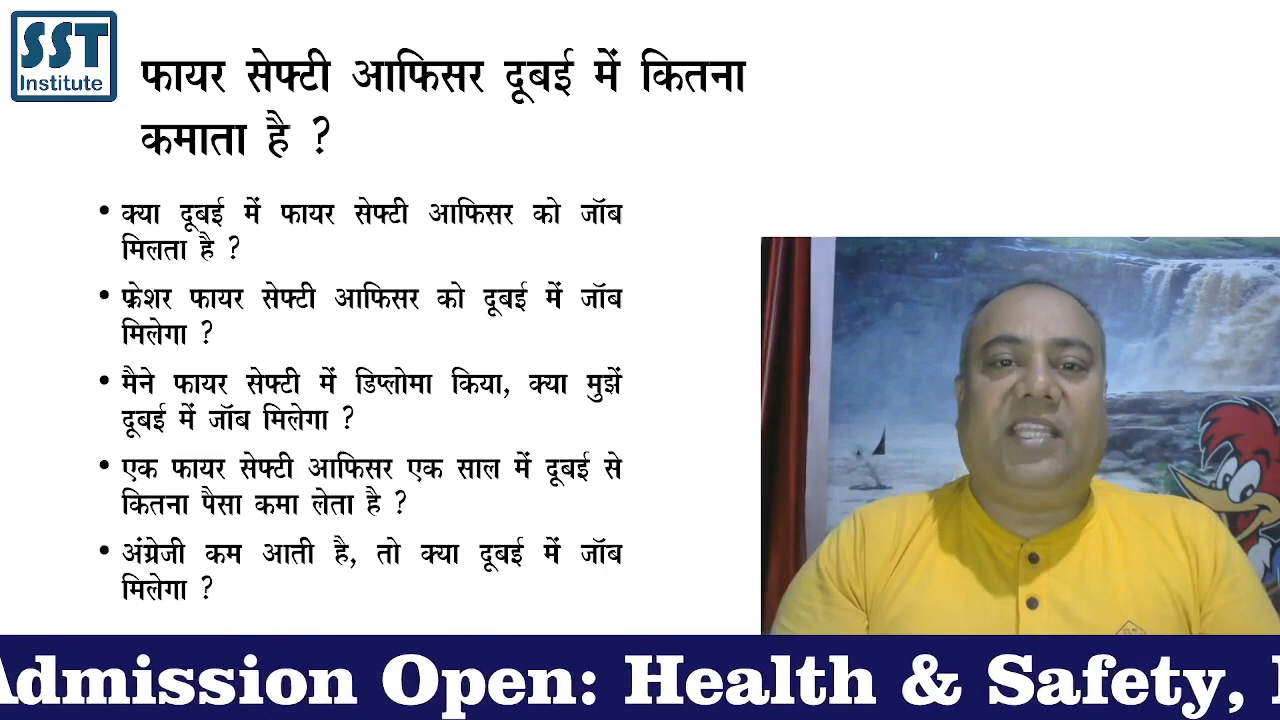 SST
Institute
फायर सेफ्टी आफिसर दूबई में कितना
कमाता है ?
• क्या दूबई में फायर सेफ्टी आफिसर को जॉब
मिलता है ?
• फ्रेशर फायर सेफ्टी आफिसर को दूबई में जॉब
मिलेगा ?
• मैने फायर सेफ्टी में डिप्लोमा किया, क्या मुझें
दूबई में जॉब मिलेगा ?
• एक फायर सेफ्टी आफिसर एक साल में दूबई से
कितना पैसा कमा लेता है ?
• अंग्रेजी कम आती है, तो क्या दूबई में जॉब
मिलेगा ?
Admission Open: Health & Safety,